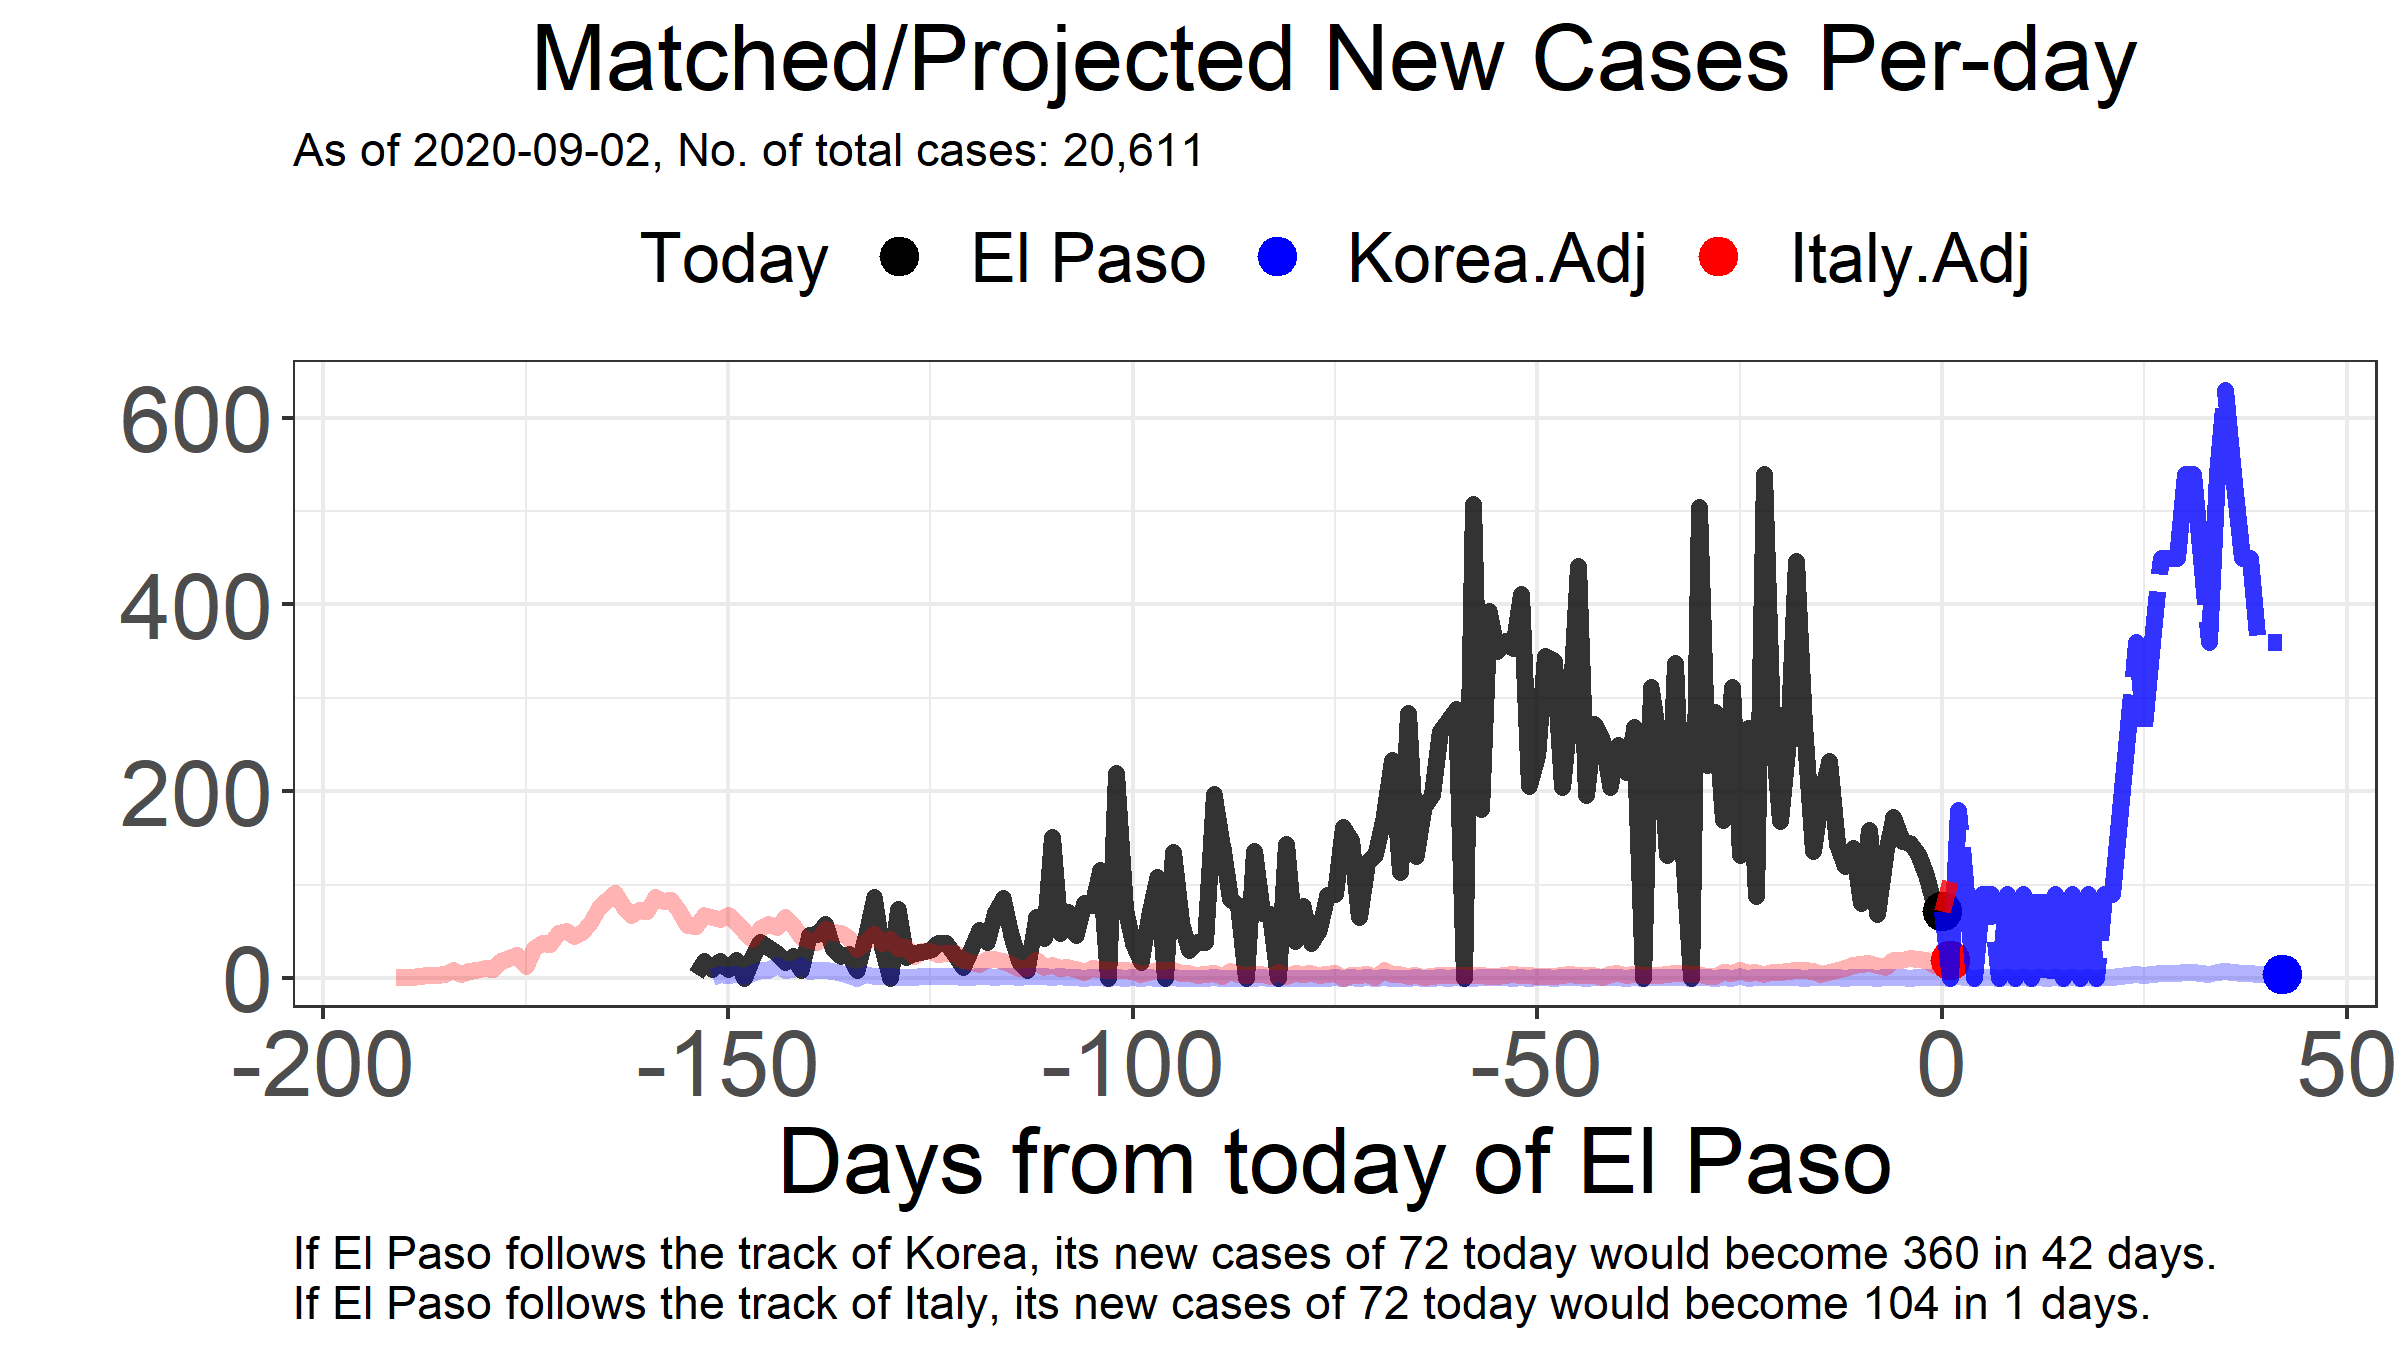 Matched/Projected New Cases Per-day
As of 2020-09-02, No. of total cases: 20,611
Today El Paso Korea.Adj Italy.Adj
600
400
200
0
-200 -150 -100 -50 0 50
Days from today of El Paso
If El Paso follows the track of Korea, its new cases of 72 today would become 360 in 42 days.
If El Paso follows the track of Italy, its new cases of 72 today would become 104 in 1 days.